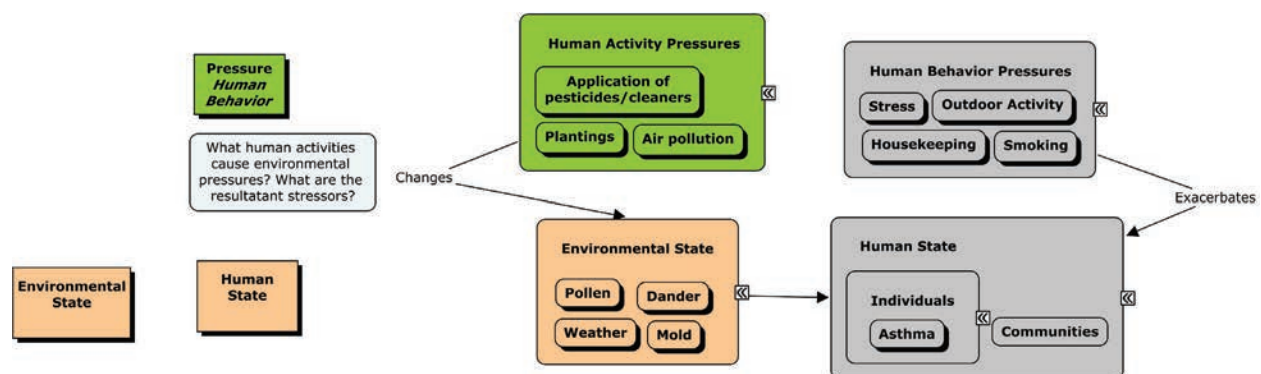 Human Activity Pressures
Application of
pesticides/cleaners
Plantings
Air pollution
Human Behavior Pressures
Stress
Outdoor Activity
Housekeeping
Smoking
Pressure
Human
Behavior
What human activities
cause environmental
pressures? What are the
resultatant stressors?
Changes
Exacerbates
Environmental
State
Human
State
Environmental State
Pollen
Dander
Weather
Mold
Human State
Individuals
Asthma
Communities